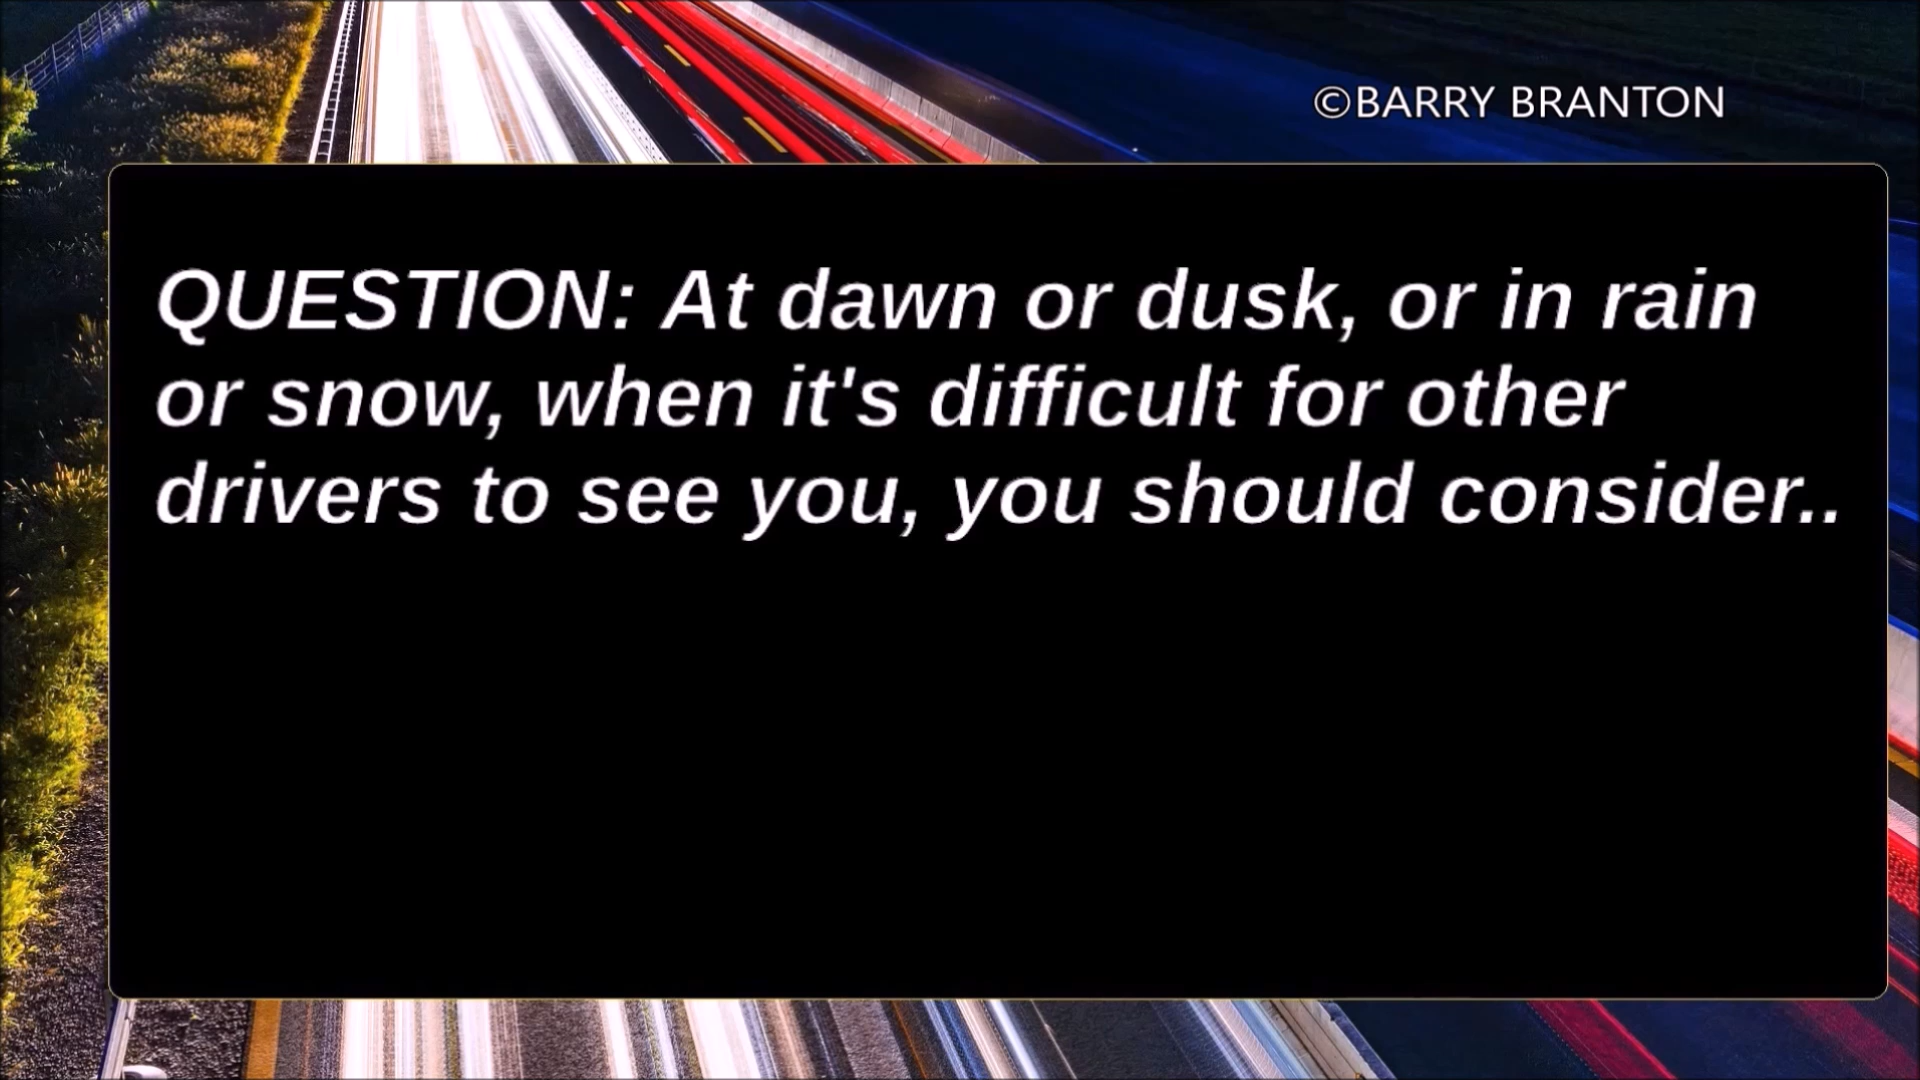 ©BARRY BRANTON
QUESTION: At dawn or dusk, or in rain
or snow, when it's difficult for other
drivers to see you, you should consider..